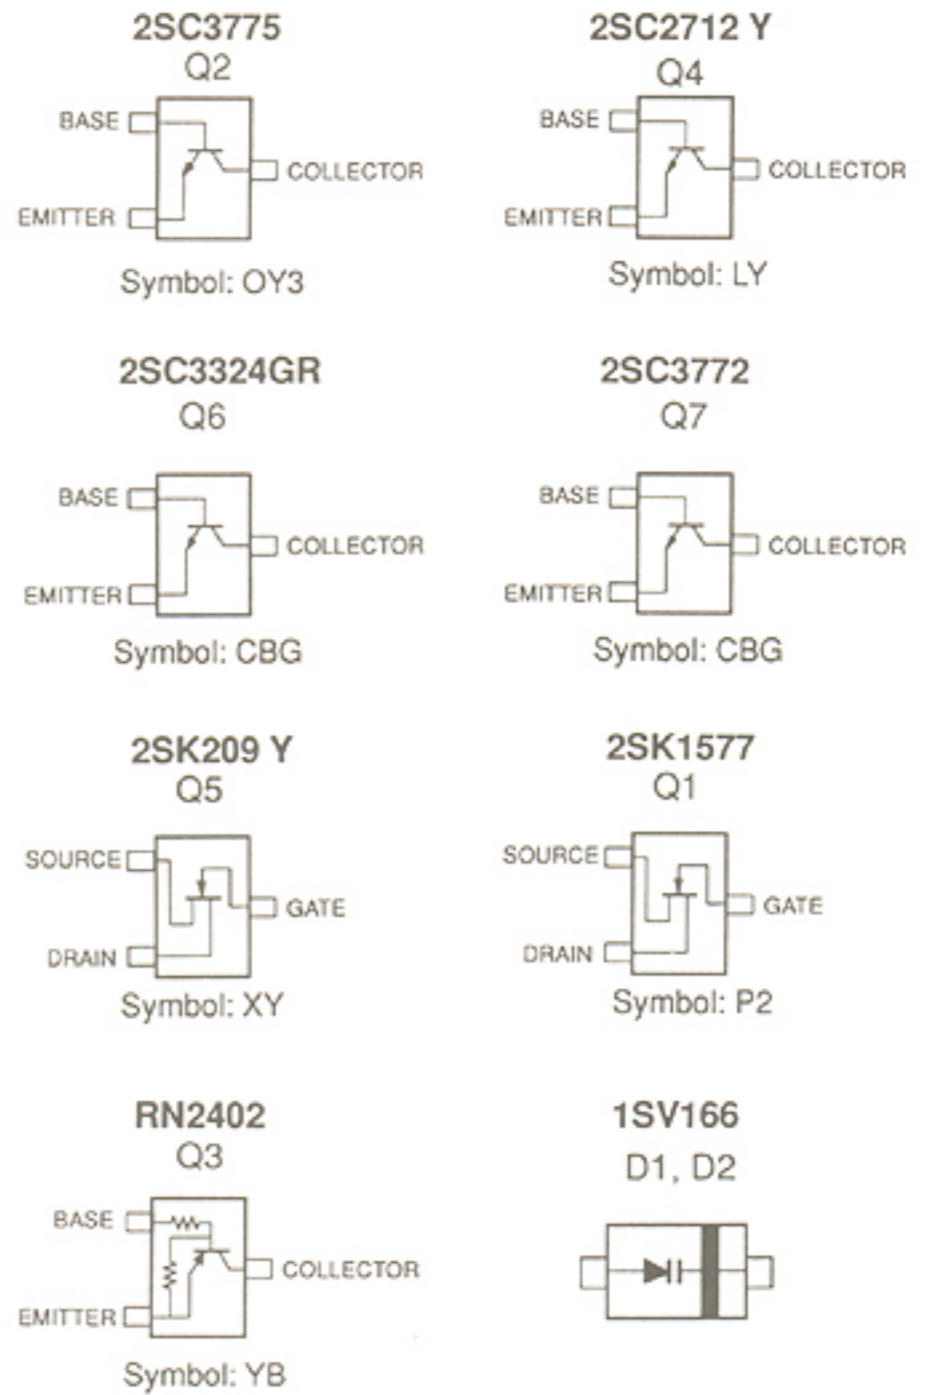 2SC3775
Q2
BASE
COLLECTOR
EMITTER
Symbol: OY3
2SC2712 Y
Q4
BASE
COLLECTOR
EMITTER
Symbol: LY
2SC3324GR
Q6
BASE
COLLECTOR
EMITTER
Symbol: CBG
2SC3772
Q7
BASE
COLLECTOR
EMITTER
Symbol: CBG
2SK209 Y
Q5
SOURCE
GATE
DRAIN
Symbol: XY
2SK1577
Q1
SOURCE
GATE
DRAIN
Symbol: P2
RN2402
Q3
BASE
COLLECTOR
EMITTER
Symbol: YB
1SV166
D1, D2